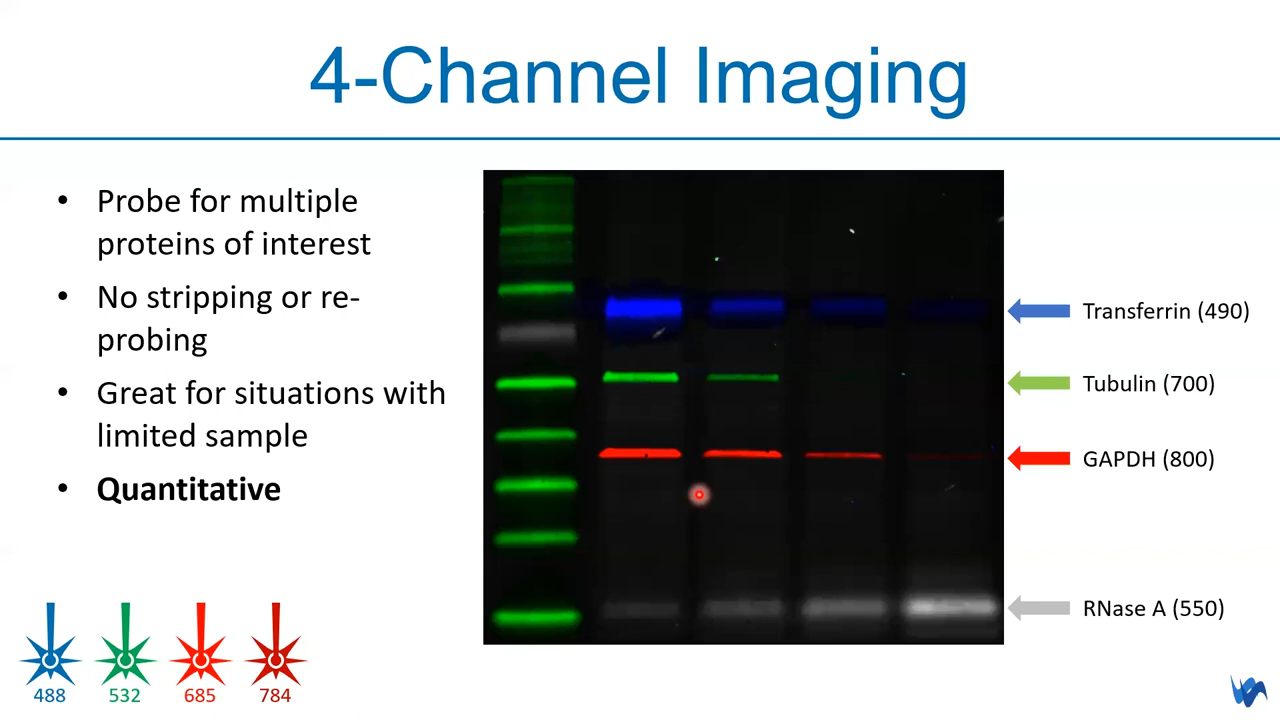 4-Channel Imaging
• Probe for multiple
proteins of interest
• No stripping or re-
probing
• Great for situations with
limited sample
• Quantitative
Transferrin (490)
Tubulin (700)
GAPDH (800)
RNase A (550)
488 532 685 784